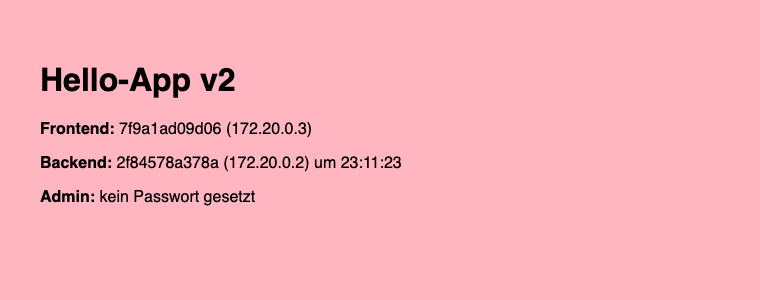 Hello-App v2
Frontend: 7f9a1ad09d06 (172.20.0.3)
Backend: 2f84578a378a (172.20.0.2) um 23:11:23
Admin: kein Passwort gesetzt